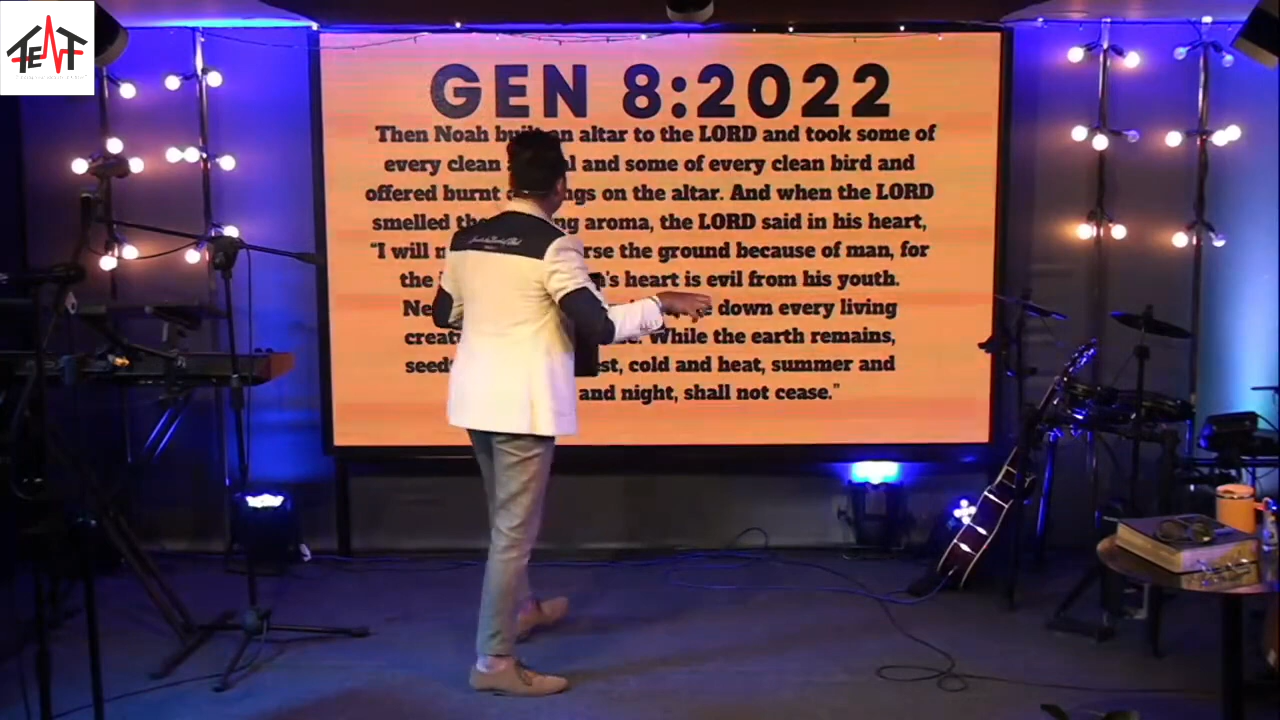 TENT
GEN 8:2022
Then Noah built an altar to the LORD and took some of
every clean and some of every clean bird and
offered burnt on the altar. And when the LORD
smelled the aroma, the LORD said in his heart,
“I will the ground because of man, for
the heart is evil from his youth.
down every living
While the earth remains,
cold and heat, summer and
and night, shall not cease.”